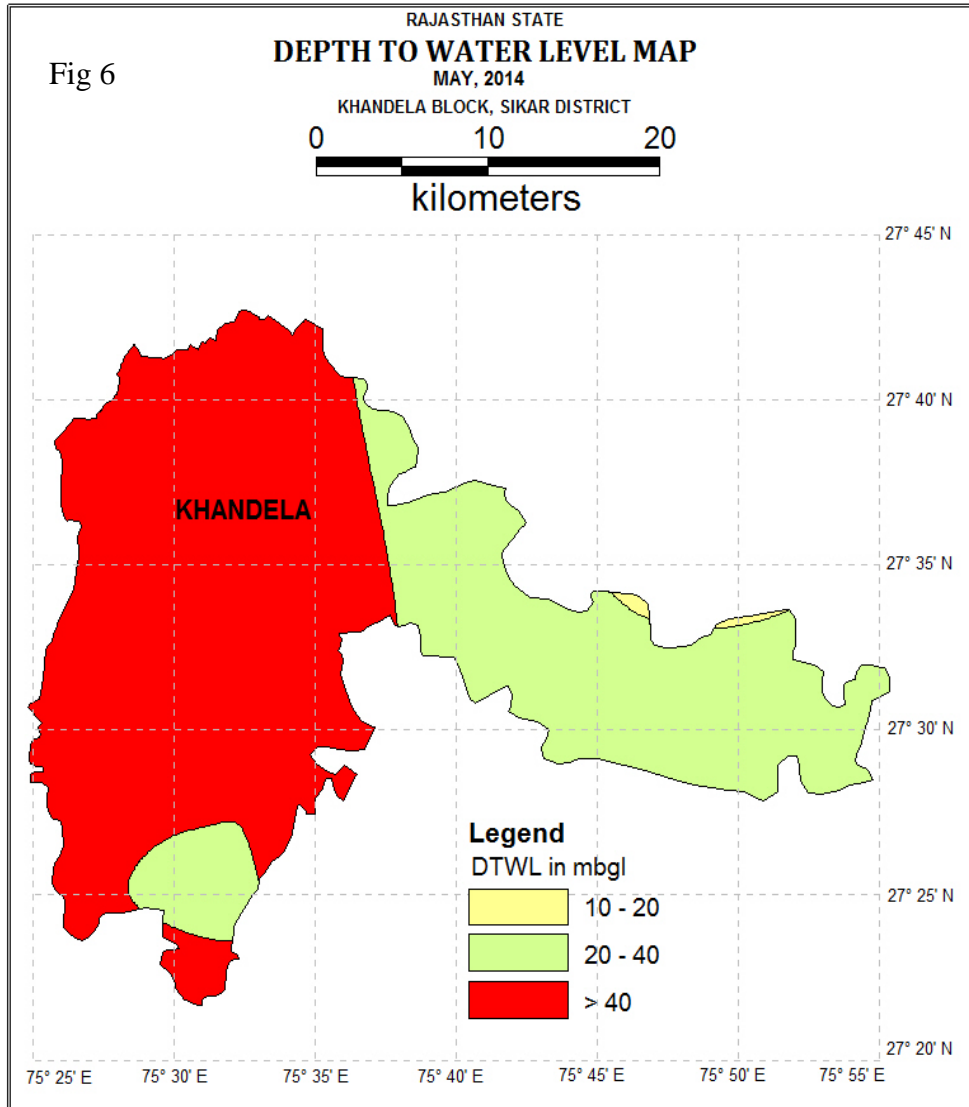 RAJASTHAN STATE
DEPTH TO WATER LEVEL MAP
Fig 6
MAY, 2014
KHANDELA BLOCK, SIKAR DISTRICT
0 10 20
kilometers
27° 45' N
27° 40' N
KHANDELA
27° 35' N
27° 30' N
Legend
DTWL in mbgl
27° 25' N
10 - 20
20 - 40
> 40
27° 20' N
75° 25' E 75° 30' E 75° 35' E 75° 40' E 75° 45' E 75° 50' E 75° 55' E